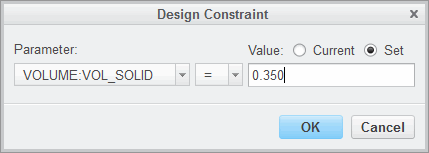 Design Constraint
Parameter: Value: Current Set
VOLUME:VOL_SOLID = 0.350
OK Cancel